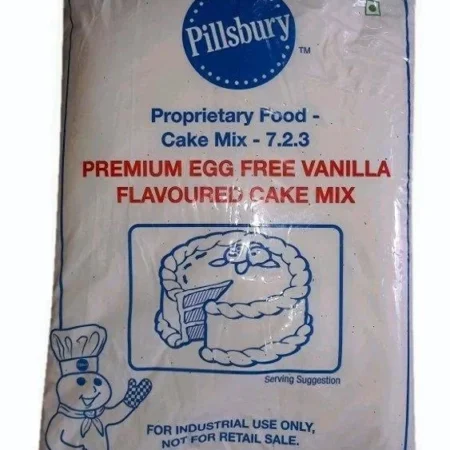 Pillsbury
TM
Proprietary Food -
Cake Mix - 7.2.3
PREMIUM EGG FREE VANILLA
FLAVOURED CAKE MIX
Serving Suggestion
FOR INDUSTRIAL USE ONLY,
NOT FOR RETAIL SALE.